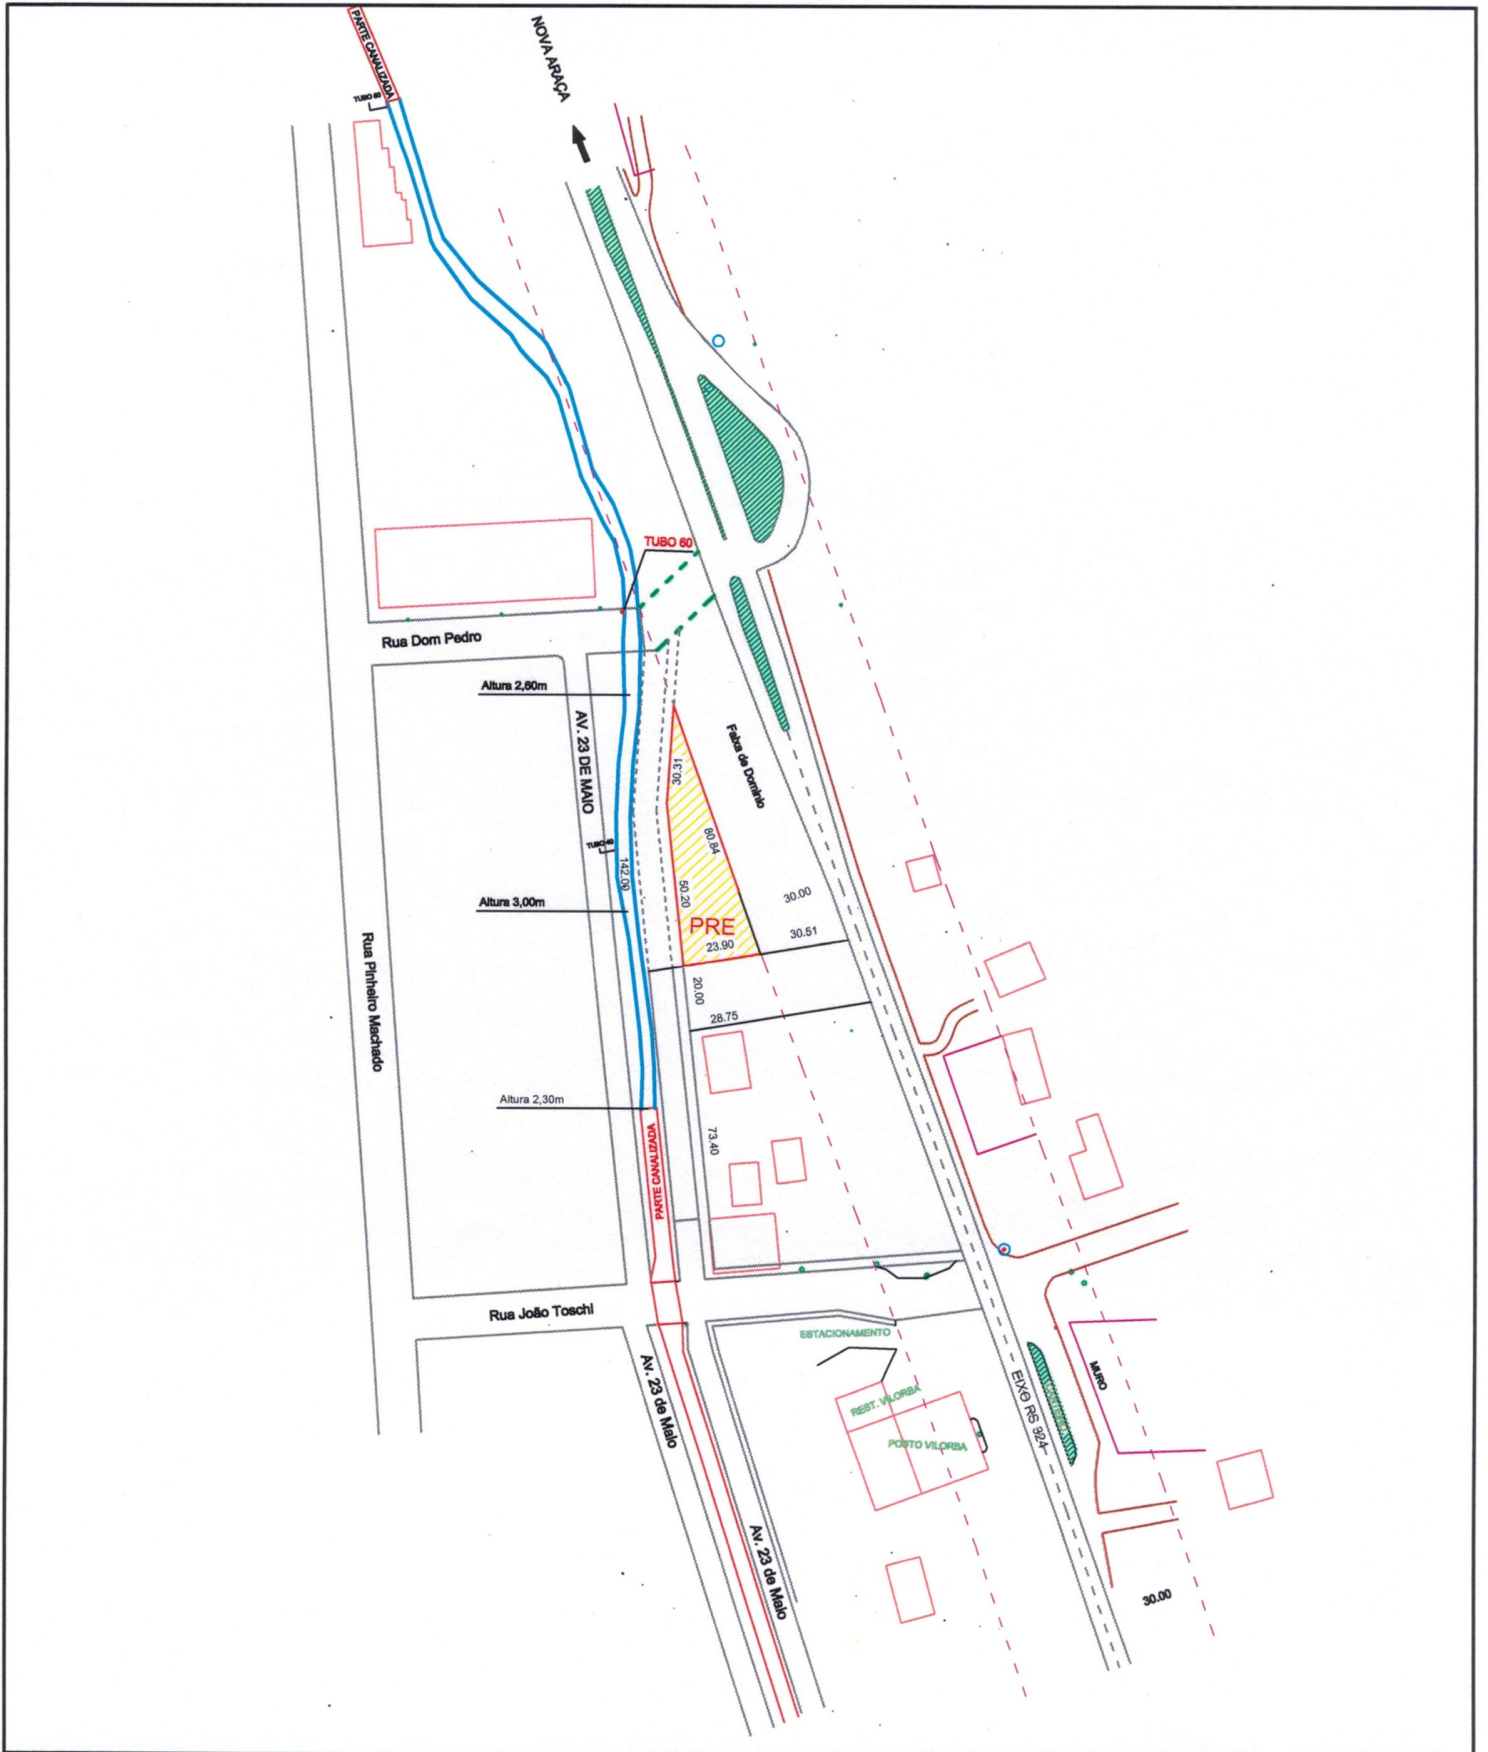 PARTE CANALIZADA
TUBO 80
NOVA ARAÇA
TUBO 60
Rua Dom Pedro
Altura 2,60m
AV. 23 DE MAIO
Faixa de Domínio
30.31
80.84
142.00
50.20
30.00
Altura 3,00m
PRE
23.90
30.51
Rua Pinheiro Machado
20.00
28.75
Altura 2,30m
PARTE CANALIZADA
73.40
Rua João Toschi
ESTACIONAMENTO
Av. 23 de Maio
REST. VILORBA
POSTO VILORBA
EIXO RS 324
MURO
Av. 23 de Maio
30.00